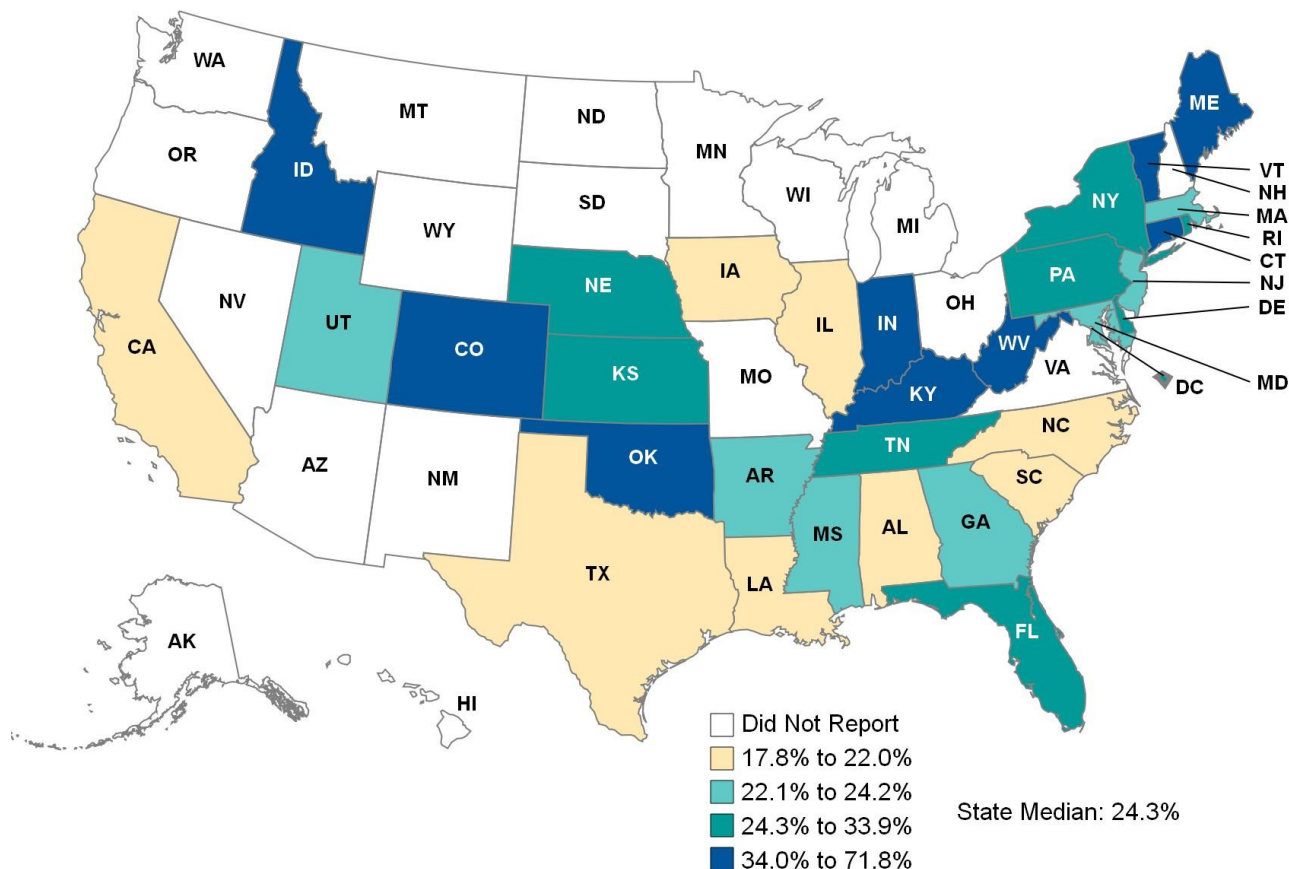 WA
MT
ND
MN
ME
OR
ID
SD
WI
MI
NY
VT
NH
MA
RI
CT
NJ
DE
MD
DC
WY
NE
IA
PA
NV
UT
CO
IL
IN
OH
WV
VA
CA
KS
MO
KY
AZ
NM
OK
AR
TN
NC
SC
MS
AL
GA
TX
LA
FL
AK
HI
Did Not Report
17.8% to 22.0%
22.1% to 24.2%
24.3% to 33.9%
34.0% to 71.8%
State Median: 24.3%